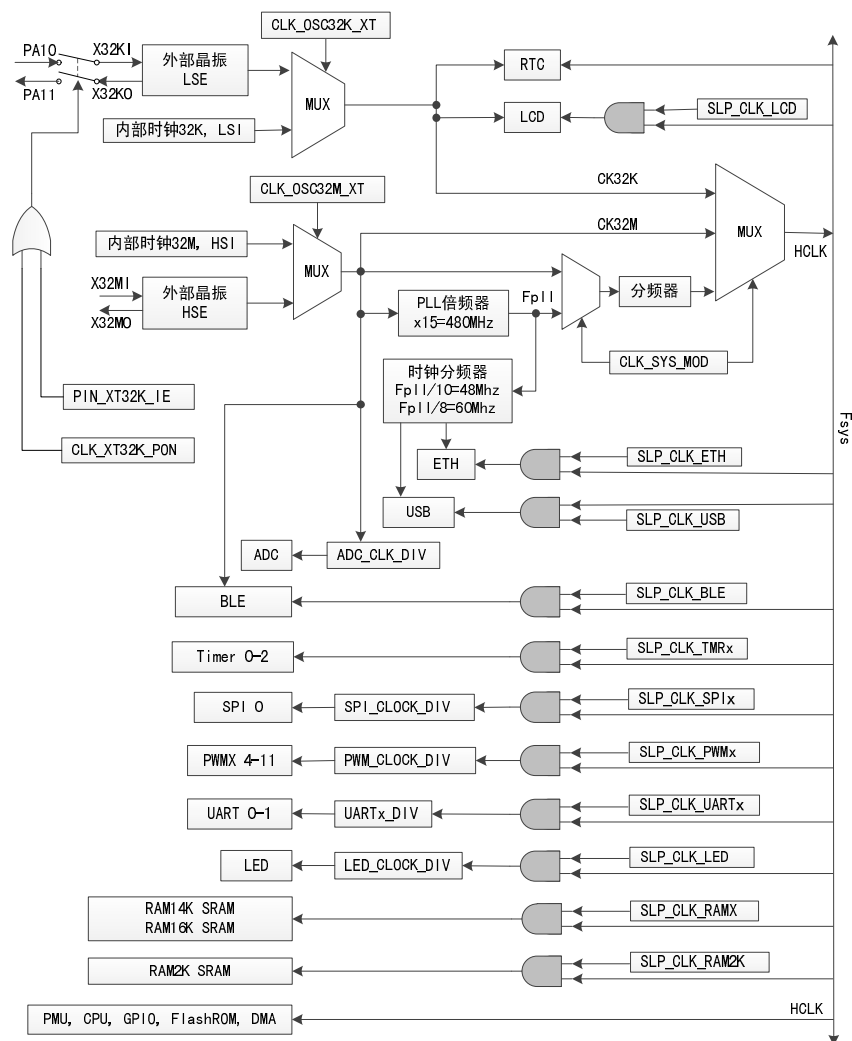 CLK_OSC32K_XT
PA10
X32KI
外部晶振
LSE
PA11
X32KO
MUX
RTC
LCD
SLP_CLK_LCD
内部时钟32K, LSI
CLK_OSC32M_XT
CK32K
CK32M
MUX
HCLK
内部时钟32M, HSI
MUX
X32MI
X32MO
外部晶振
HSE
PLL倍频器
x15=480MHz
Fpll
分频器
CLK_SYS_MOD
时钟分频器
Fpll/10=48Mhz
Fpll/8=60Mhz
PIN_XT32K_IE
CLK_XT32K_PON
Fsys
ETH
SLP_CLK_ETH
USB
SLP_CLK_USB
ADC
ADC_CLK_DIV
BLE
SLP_CLK_BLE
Timer 0-2
SLP_CLK_TMRx
SPI 0
SPI_CLOCK_DIV
SLP_CLK_SPIx
PWMX 4-11
PWM_CLOCK_DIV
SLP_CLK_PWMx
UART 0-1
UARTx_DIV
SLP_CLK_UARTx
LED
LED_CLOCK_DIV
SLP_CLK_LED
RAM14K SRAM
RAM16K SRAM
SLP_CLK_RAMX
RAM2K SRAM
SLP_CLK_RAM2K
PMU, CPU, GPIO, FlashROM, DMA
HCLK